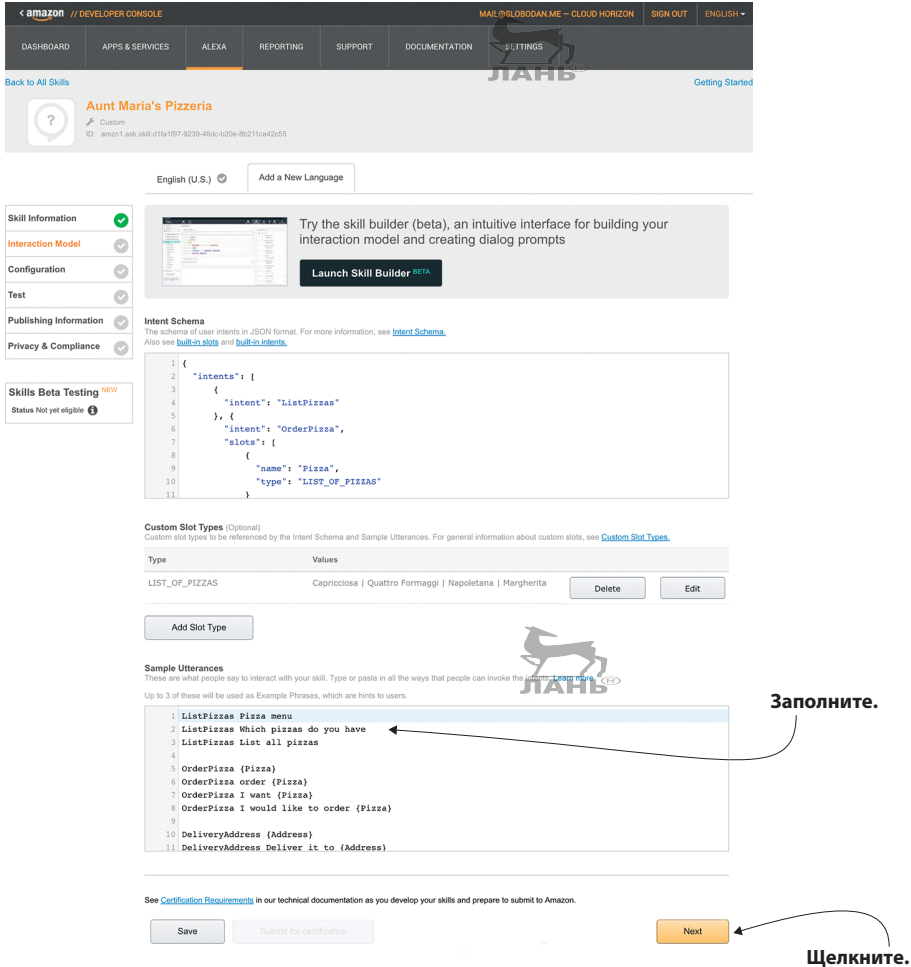 amazon // DEVELOPER CONSOLE
MAIL@SLOBODAN.ME — CLOUD HORIZON SIGN OUT ENGLISH
DASHBOARD APPS & SERVICES ALEXA REPORTING SUPPORT DOCUMENTATION SETTINGS
ЛАНЬ®
Back to All Skills Getting Started
Aunt Maria's Pizzeria
Custom
ID: amzn1.ask.skill.d1fa1f97-9239-46dc-b20e-8b211ca42c55
English (U.S.) Add a New Language
Skill Information
Interaction Model
Configuration
Test
Publishing Information
Privacy & Compliance
Skills Beta Testing NEW
Status Not yet eligible
Try the skill builder (beta), an intuitive interface for building your
interaction model and creating dialog prompts
Launch Skill Builder BETA
Intent Schema
The schema of user intents in JSON format. For more information, see Intent Schema.
Also see built-in slots and built-in intents.
1 {
2 "intents": [
3 {
4 "intent": "ListPizzas"
5 }, {
6 "intent": "OrderPizza",
7 "slots": [
8 {
9 "name": "Pizza",
10 "type": "LIST_OF_PIZZAS"
11 }
Custom Slot Types (Optional)
Custom slot types to be referenced by the Intent Schema and Sample Utterances. For general information about custom slots, see Custom Slot Types.
Type Values
LIST_OF_PIZZAS Capricciosa | Quattro Formaggi | Napoletana | Margherita Delete Edit
Add Slot Type
Sample Utterances
These are what people say to interact with your skill. Type or paste in all the ways that people can invoke the intents. Learn more
ЛАНЬ®
Up to 3 of these will be used as Example Phrases, which are hints to users.
Заполните.
1 ListPizzas Pizza menu
2 ListPizzas Which pizzas do you have
3 ListPizzas List all pizzas
4
5 OrderPizza {Pizza}
6 OrderPizza order {Pizza}
7 OrderPizza I want {Pizza}
8 OrderPizza I would like to order {Pizza}
9
10 DeliveryAddress {Address}
11 DeliveryAddress Deliver it to {Address}
See Certification Requirements in our technical documentation as you develop your skills and prepare to submit to Amazon.
Save Submit for certification Next
Щелкните.